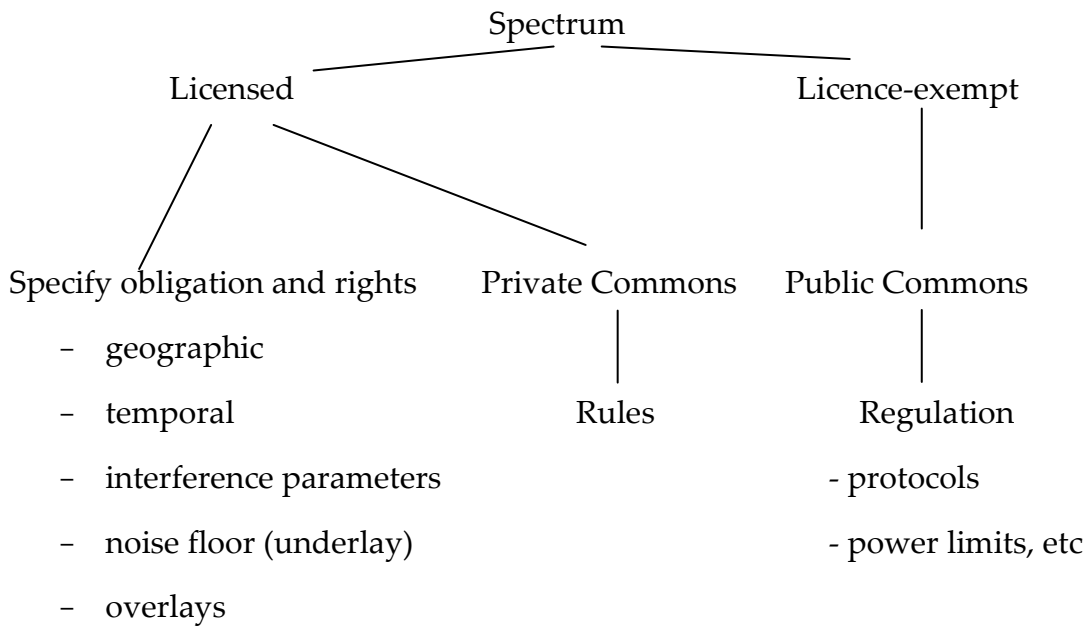 Spectrum
Licensed
Licence-exempt
Specify obligation and rights
– geographic
– temporal
– interference parameters
– noise floor (underlay)
– overlays
Private Commons
Rules
Public Commons
Regulation
- protocols
- power limits, etc